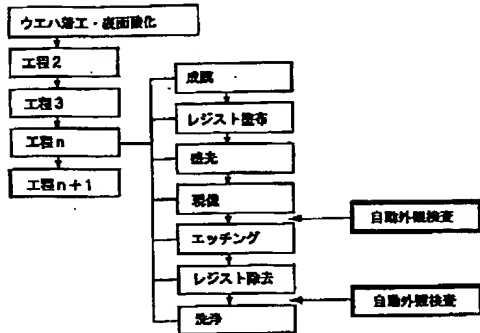 ウエハ着工・表面酸化
工程2
工程3
工程n
工程n+1
成膜
レジスト塗布
感光
現像
エッチング
レジスト除去
洗浄
自動外観検査
自動外観検査